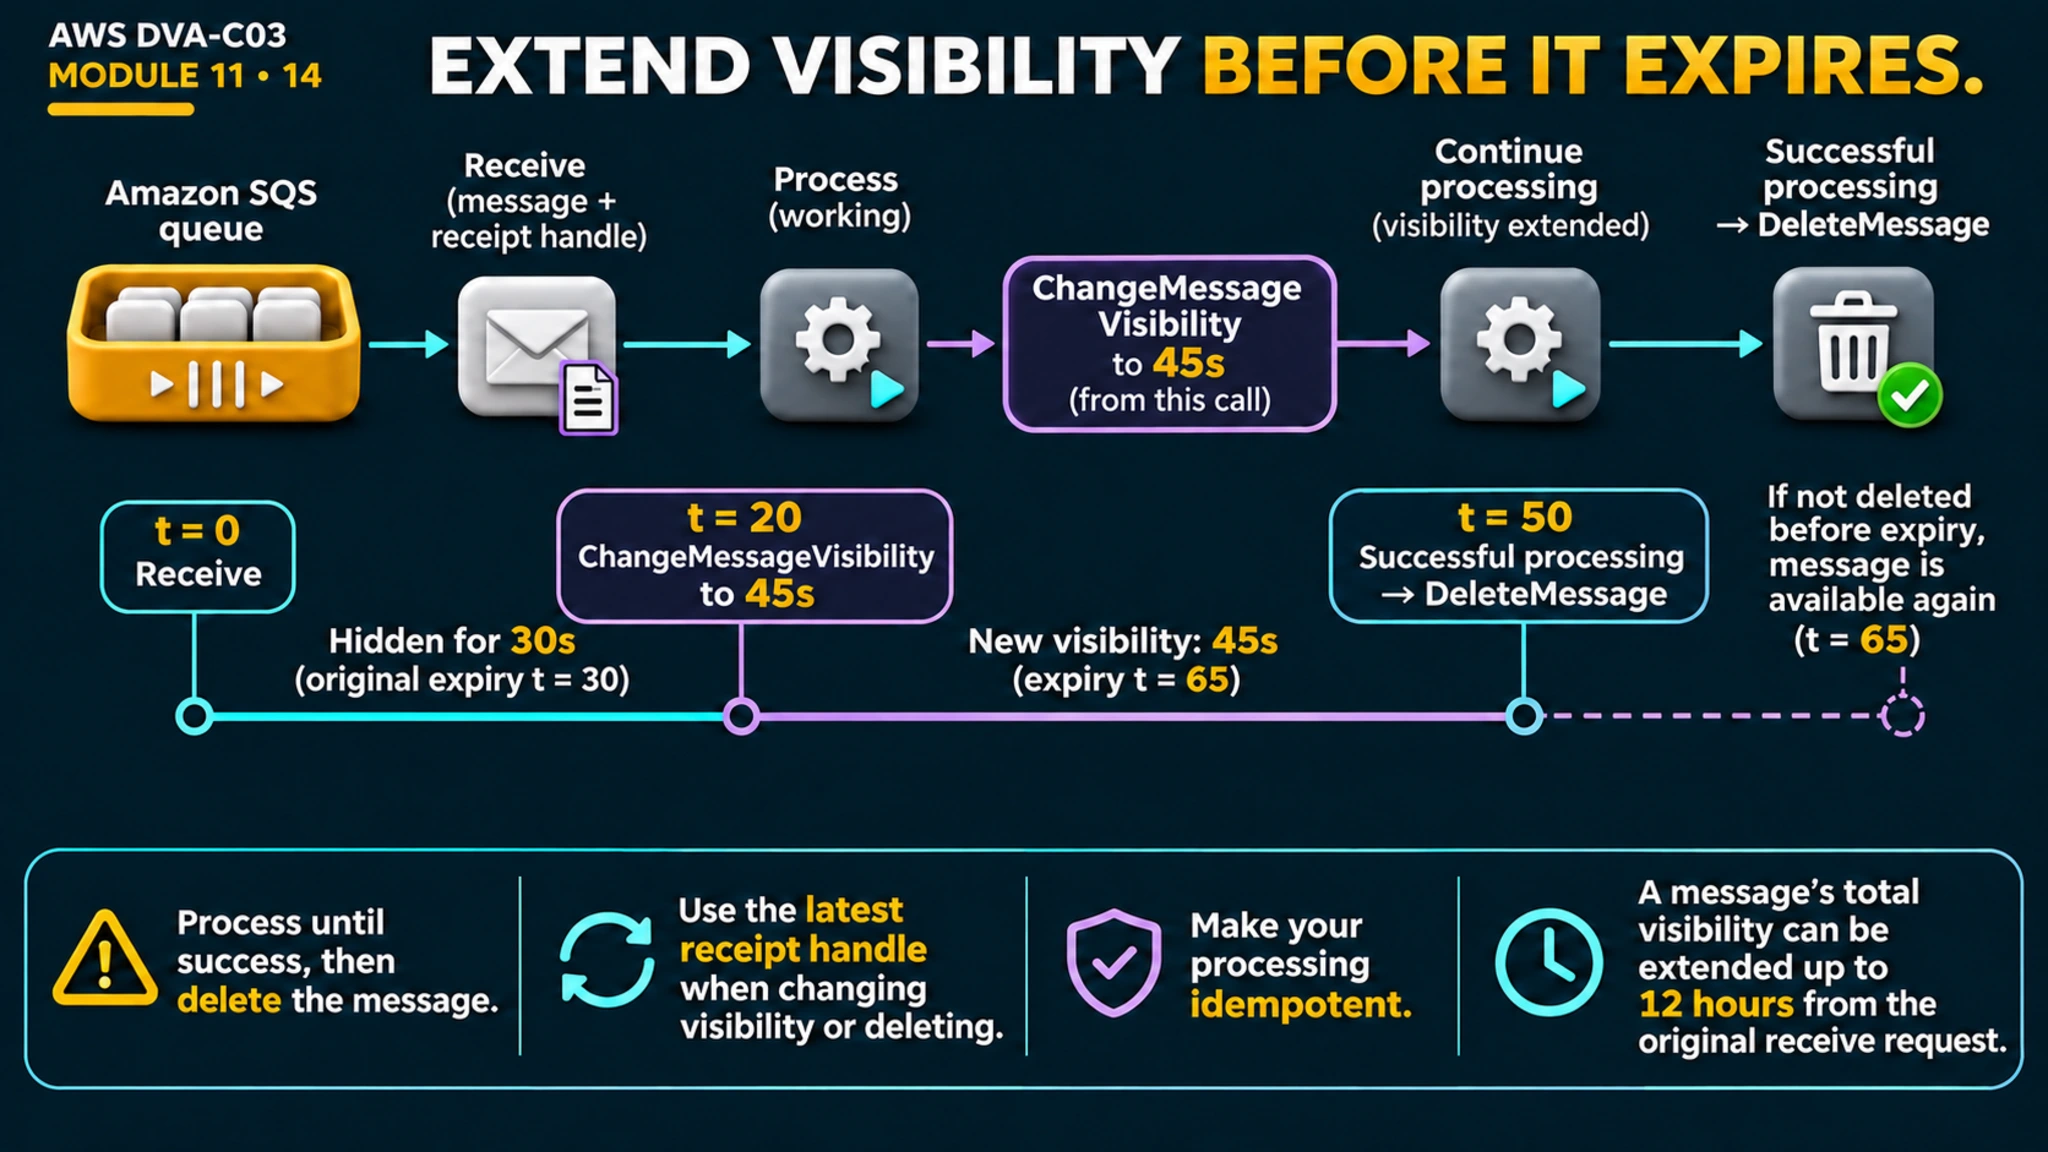 AWS DVA-C03
MODULE 11 • 14
EXTEND VISIBILITY BEFORE IT EXPIRES.
Amazon SQS
queue
Receive
(message +
receipt handle)
Process
(working)
ChangeMessage
Visibility
to 45s
(from this call)
Continue
processing
(visibility extended)
Successful
processing
→ DeleteMessage
t = 0
Receive
Hidden for 30s
(original expiry t = 30)
t = 20
ChangeMessageVisibility
to 45s
New visibility: 45s
(expiry t = 65)
t = 50
Successful processing
→ DeleteMessage
If not deleted
before expiry,
message is
available again
(t = 65)
Process until
success, then
delete the message.
Use the latest
receipt handle
when changing
visibility or deleting.
Make your
processing
idempotent.
A message's total
visibility can be
extended up to
12 hours from the
original receive request.